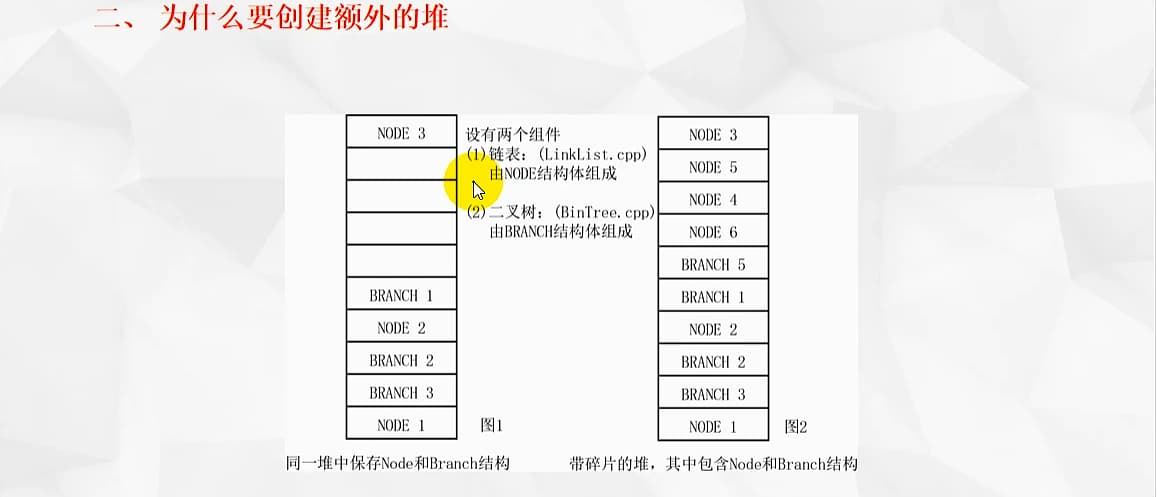 二、 为什么要创建额外的堆
NODE 3
BRANCH 1
NODE 2
BRANCH 2
BRANCH 3
NODE 1
图1
同一堆中保存Node和Branch结构
设有两个组件
(1)链表：(LinkList.cpp)
由NODE结构体组成
(2)二叉树：(BinTree.cpp)
由BRANCH结构体组成
NODE 3
NODE 5
NODE 4
NODE 6
BRANCH 5
BRANCH 1
NODE 2
BRANCH 2
BRANCH 3
NODE 1
图2
带碎片的堆，其中包含Node和Branch结构